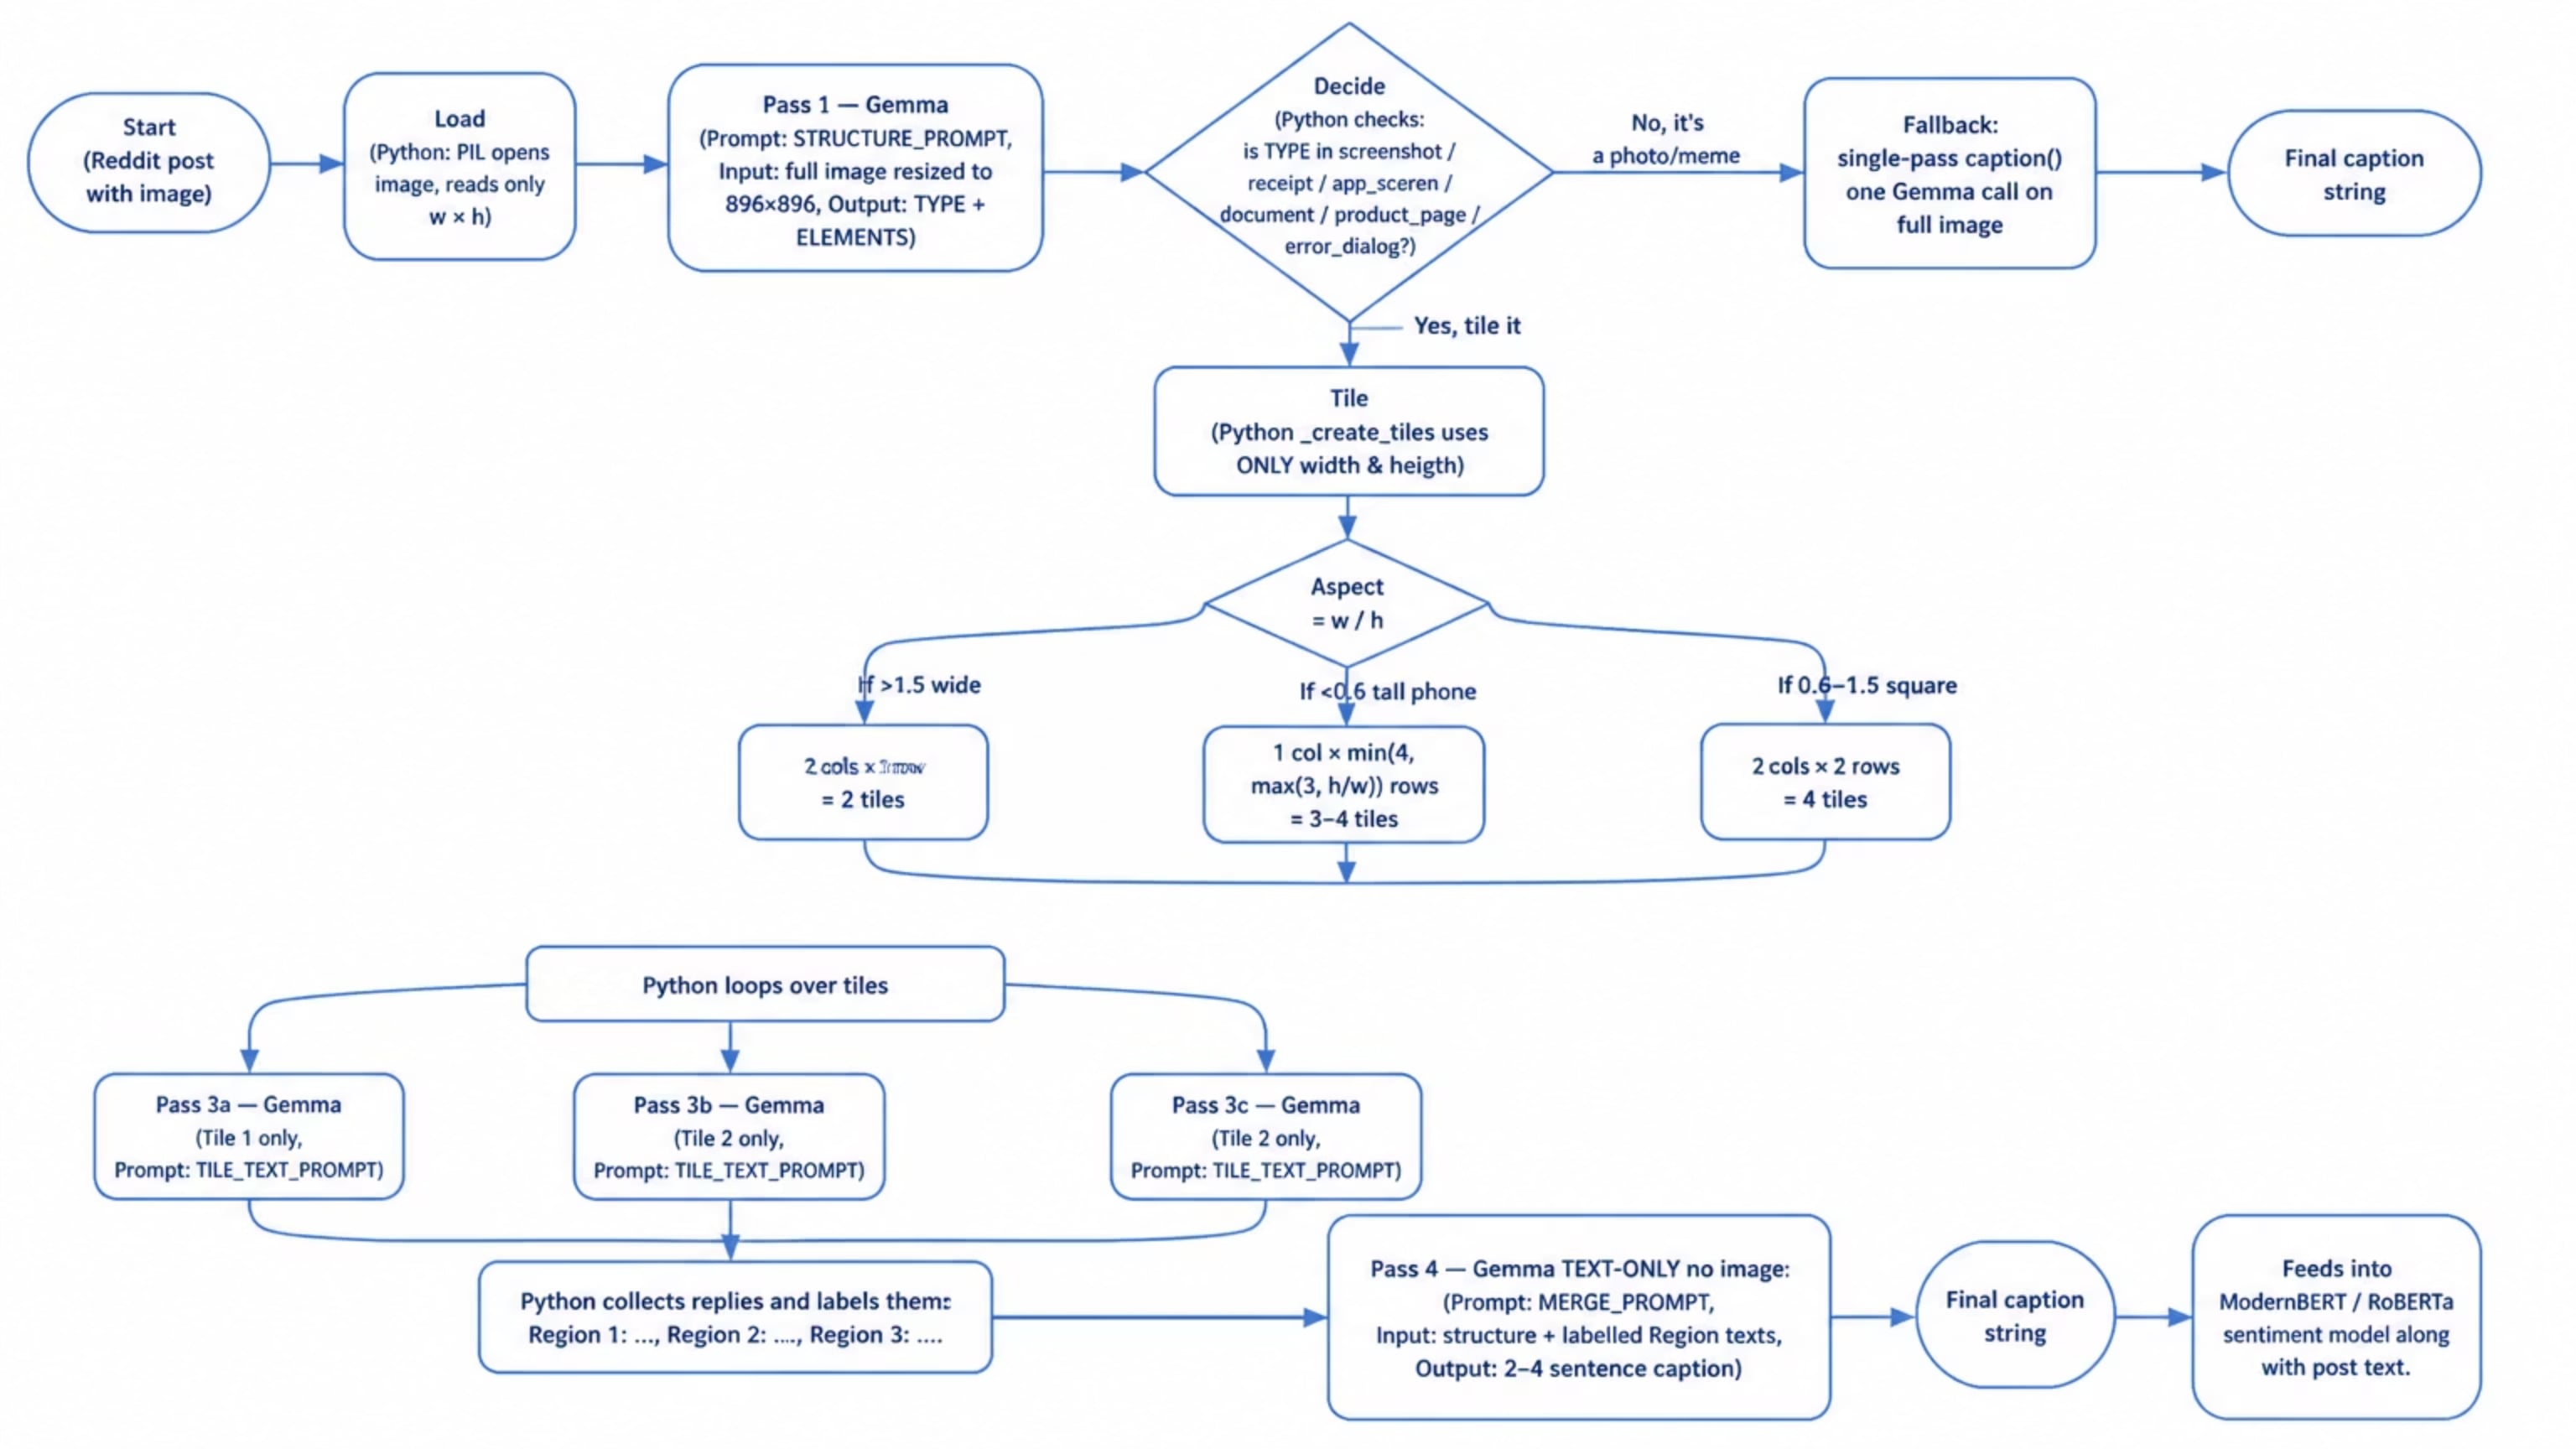 Start
(Reddit post
with image)
Load
(Python: PIL opens
image, reads only
w × h)
Pass 1 — Gemma
(Prompt: STRUCTURE_PROMPT,
Input: full image resized to
896×896, Output: TYPE +
ELEMENTS)
Decide
(Python checks:
is TYPE in screenshot /
receipt / app_sceren /
document / product_page /
error_dialog?)
No, it's
a photo/meme
Fallback:
single-pass caption()
one Gemma call on
full image
Final caption
string
Yes, tile it
Tile
(Python _create_tiles uses
ONLY width & heigth)
Aspect
= w / h
If >1.5 wide
If <0.6 tall phone
If 0.6–1.5 square
2 cols ×
= 2 tiles
1 col × min(4,
max(3, h/w)) rows
= 3–4 tiles
2 cols × 2 rows
= 4 tiles
Python loops over tiles
Pass 3a — Gemma
(Tile 1 only,
Prompt: TILE_TEXT_PROMPT)
Pass 3b — Gemma
(Tile 2 only,
Prompt: TILE_TEXT_PROMPT)
Pass 3c — Gemma
(Tile 2 only,
Prompt: TILE_TEXT_PROMPT)
Python collects replies and labels them:
Region 1: ..., Region 2: ...., Region 3: ....
Pass 4 — Gemma TEXT-ONLY no image:
(Prompt: MERGE_PROMPT,
Input: structure + labelled Region texts,
Output: 2–4 sentence caption)
Final caption
string
Feeds into
ModernBERT / RoBERTa
sentiment model along
with post text.